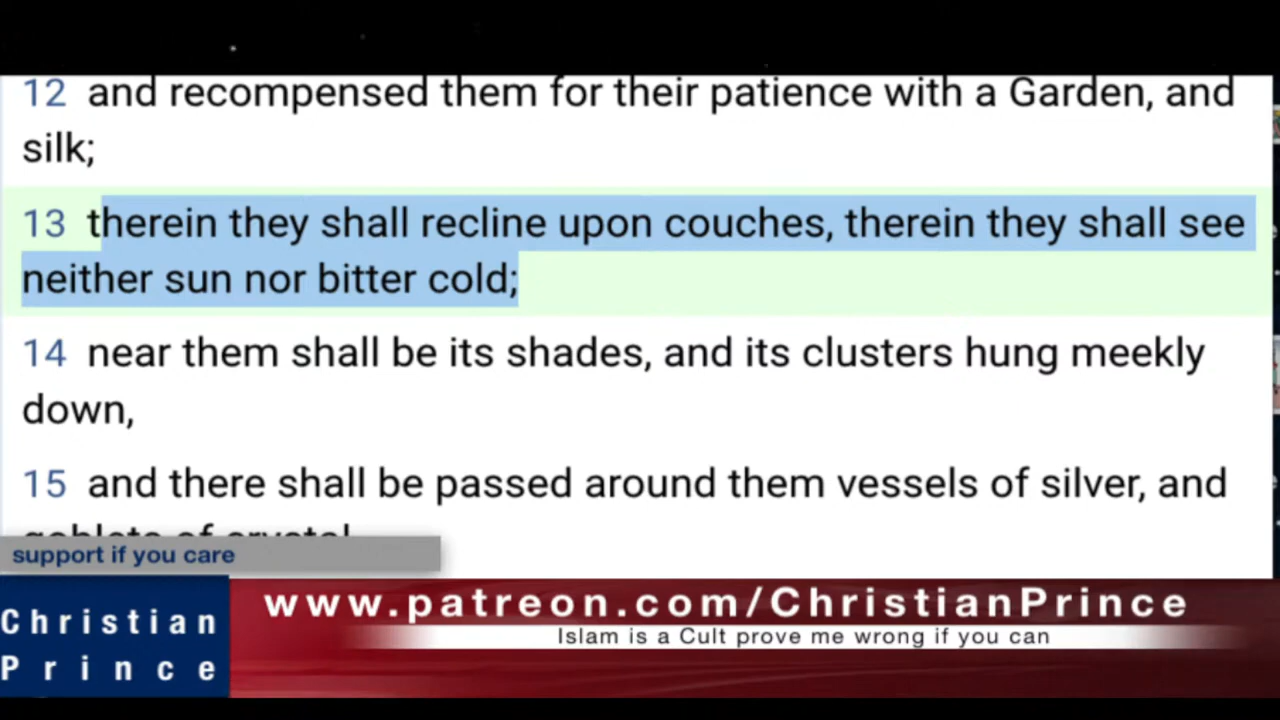 12 and recompensed them for their patience with a Garden, and
silk;
13 therein they shall recline upon couches, therein they shall see
neither sun nor bitter cold;
14 near them shall be its shades, and its clusters hung meekly
down,
15 and there shall be passed around them vessels of silver, and
goblets of crystal
support if you care
Christian
Prince
www.patreon.com/ChristianPrince
Islam is a Cult prove me wrong if you can